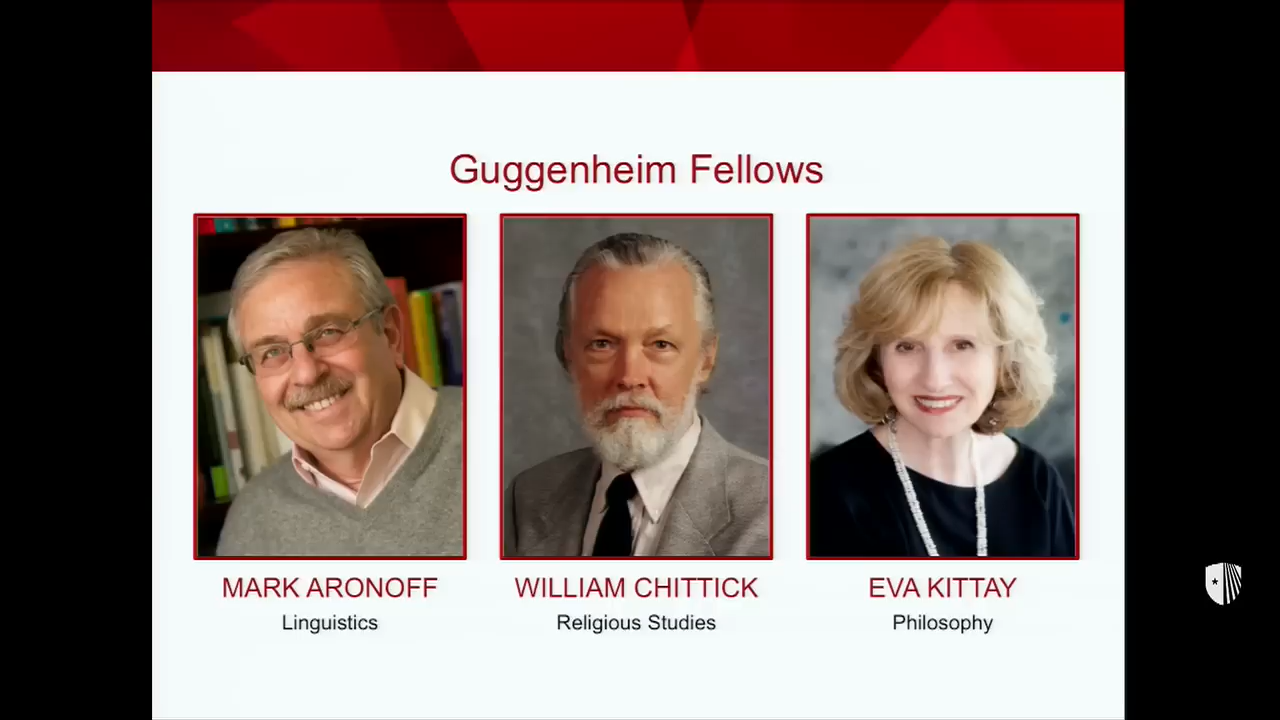 Guggenheim Fellows
MARK ARONOFF
WILLIAM CHITTICK
EVA KITTAY
Linguistics
Religious Studies
Philosophy